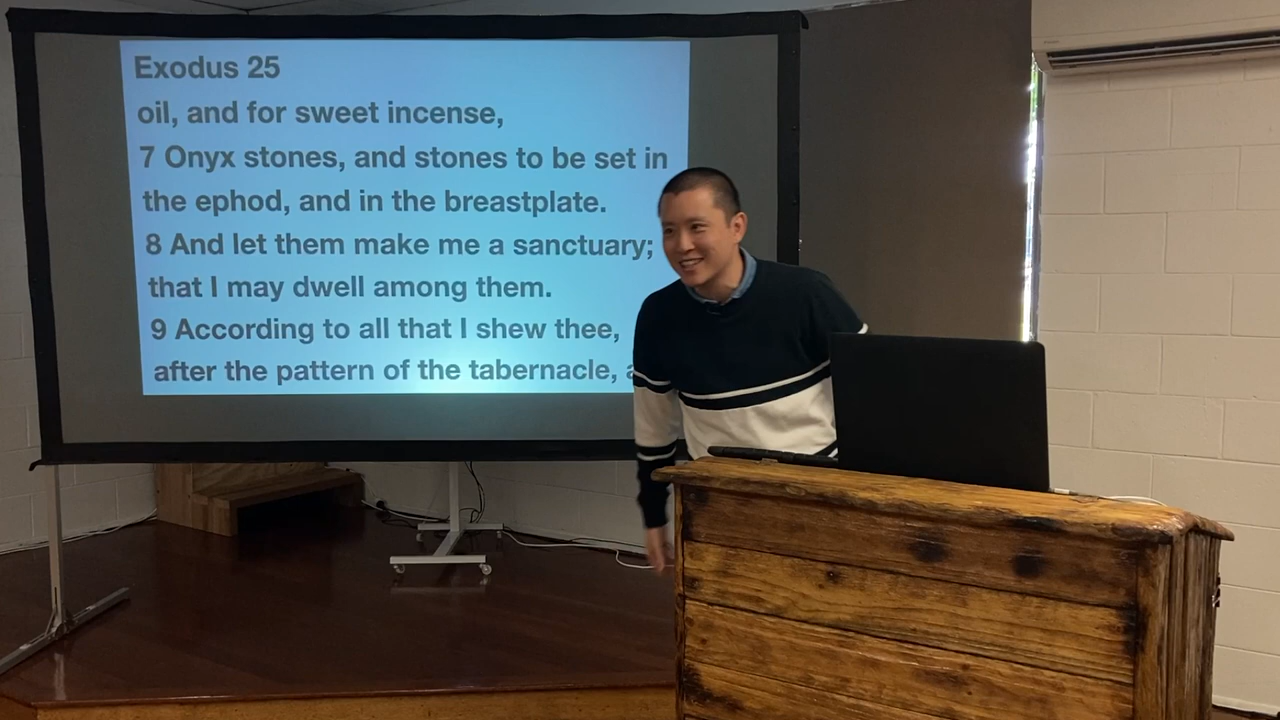 Exodus 25
oil, and for sweet incense,
7 Onyx stones, and stones to be set in
the ephod, and in the breastplate.
8 And let them make me a sanctuary;
that I may dwell among them.
9 According to all that I shew thee,
after the pattern of the tabernacle,